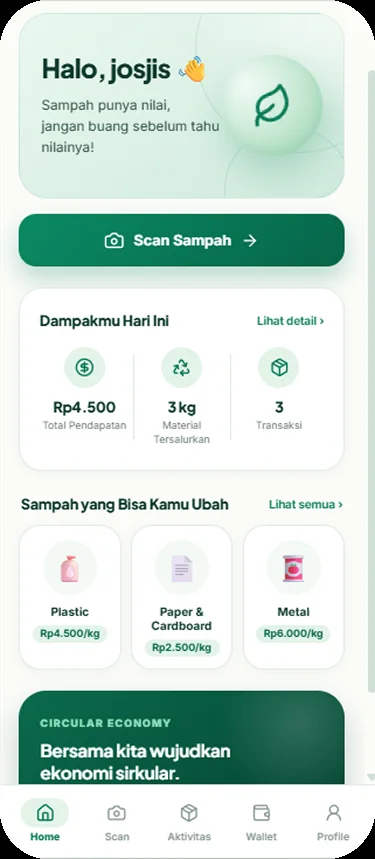 Halo, josjis 👋
Sampah punya nilai,
jangan buang sebelum tahu
nilainya!
Scan Sampah →
Dampakmu Hari Ini
Lihat detail ›
Rp4.500
Total Pendapatan
3 kg
Material
Tersalurkan
3
Transaksi
Sampah yang Bisa Kamu Ubah
Lihat semua ›
Plastic
Rp4.500/kg
Paper &
Cardboard
Rp2.500/kg
Metal
Rp6.000/kg
CIRCULAR ECONOMY
Bersama kita wujudkan
ekonomi sirkular.
Home
Scan
Aktivitas
Wallet
Profile